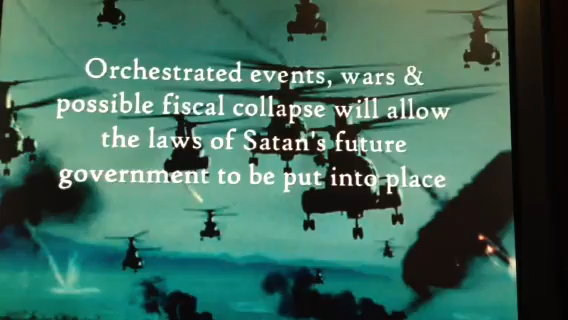 Orchestrated events, wars &
possible fiscal collapse will allow
the laws of Satan's future
government to be put into place